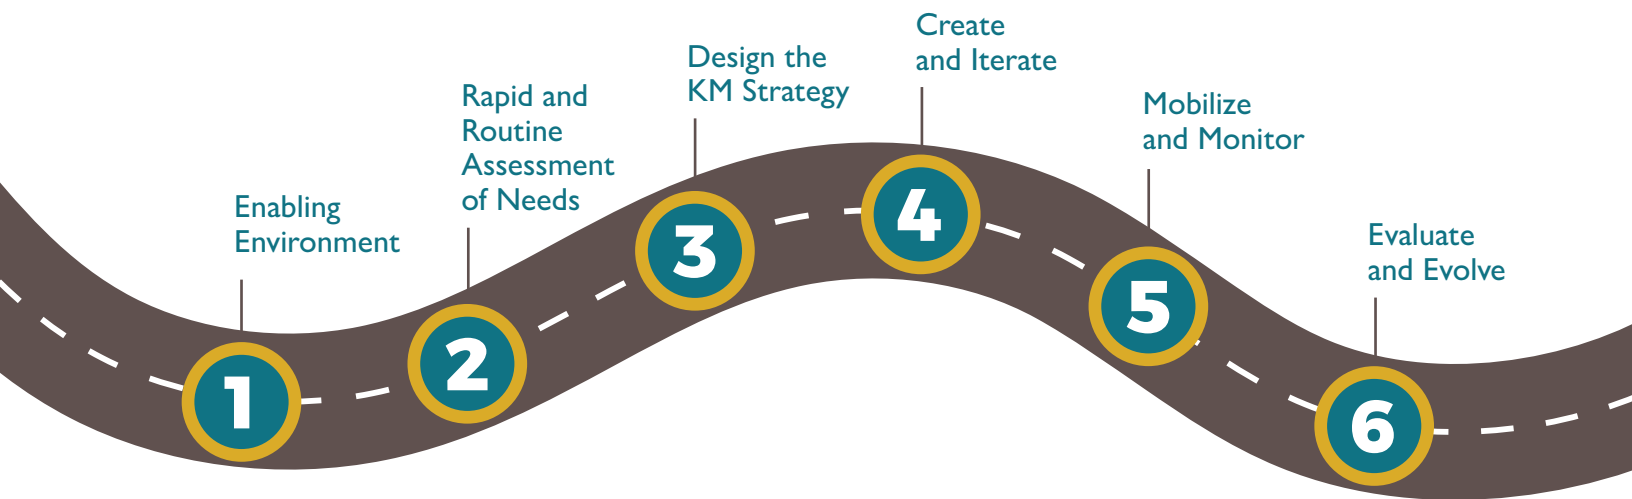 Enabling
Environment
1
Rapid and
Routine
Assessment
of Needs
2
Design the
KM Strategy
3
Create
and Iterate
4
Mobilize
and Monitor
5
Evaluate
and Evolve
6